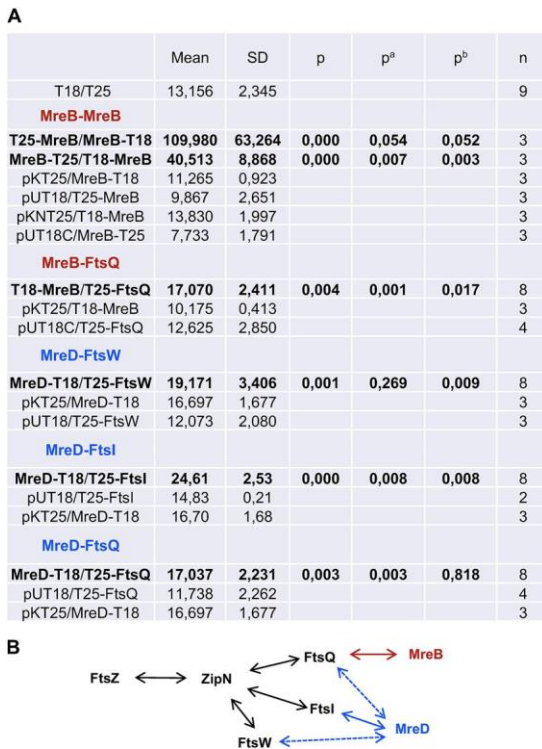 A
Mean SD p pᵃ pᵇ n
T18/T25 13,156 2,345 9
MreB-MreB
T25-MreB/MreB-T18 109,980 63,264 0,000 0,054 0,052 3
MreB-T25/T18-MreB 40,513 8,868 0,000 0,007 0,003 3
pKT25/MreB-T18 11,265 0,923 3
pUT18/T25-MreB 9,867 2,651 3
pKNT25/T18-MreB 13,830 1,997 3
pUT18C/MreB-T25 7,733 1,791 3
MreB-FtsQ
T18-MreB/T25-FtsQ 17,070 2,411 0,004 0,001 0,017 8
pKT25/T18-MreB 10,175 0,413 3
pUT18C/T25-FtsQ 12,625 2,850 4
MreD-FtsW
MreD-T18/T25-FtsW 19,171 3,406 0,001 0,269 0,009 8
pKT25/MreD-T18 16,697 1,677 3
pUT18/T25-FtsW 12,073 2,080 3
MreD-FtsI
MreD-T18/T25-FtsI 24,61 2,53 0,000 0,008 0,008 8
pUT18/T25-FtsI 14,83 0,21 2
pKT25/MreD-T18 16,70 1,68 3
MreD-FtsQ
MreD-T18/T25-FtsQ 17,037 2,231 0,003 0,003 0,818 8
pUT18/T25-FtsQ 11,738 2,262 4
pKT25/MreD-T18 16,697 1,677 3
B
FtsQ MreB
FtsZ ZipN
FtsI
MreD
FtsW